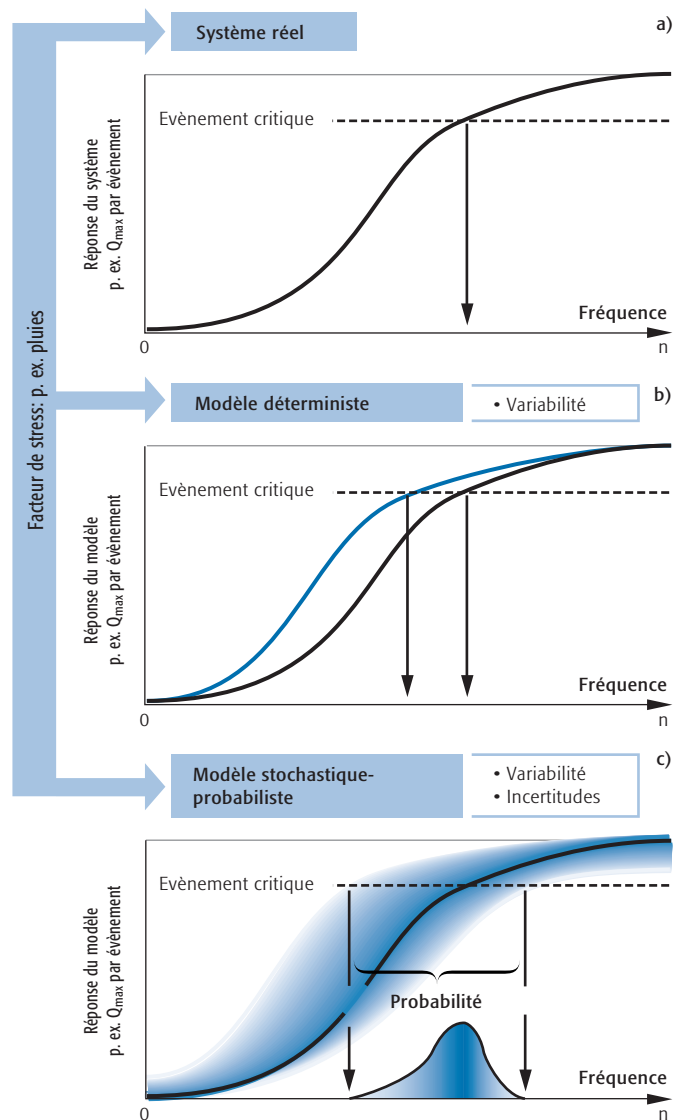 Facteur de stress: p. ex. pluies
Système réel
a)
Réponse du système
p. ex. Qmax par évènement
Evènement critique
Fréquence
0
n
Modèle déterministe
• Variabilité
b)
Réponse du modèle
p. ex. Qmax par évènement
Evènement critique
Fréquence
0
n
Modèle stochastique-
probabiliste
• Variabilité
• Incertitudes
c)
Réponse du modèle
p. ex. Qmax par évènement
Evènement critique
Probabilité
Fréquence
0
n